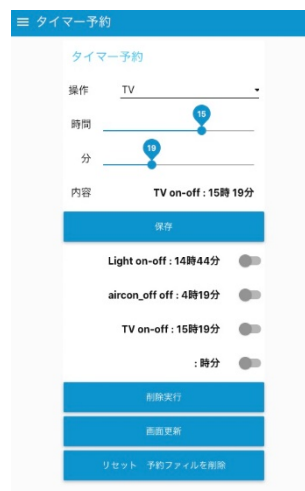 タイマー予約
タイマー予約
操作 TV
時間 15
分 19
内容 TV on-off : 15時 19分
保存
Light on-off : 14時44分
aircon_off off : 4時19分
TV on-off : 15時19分
: 時分
削除実行
画面更新
リセット 予約ファイルを削除